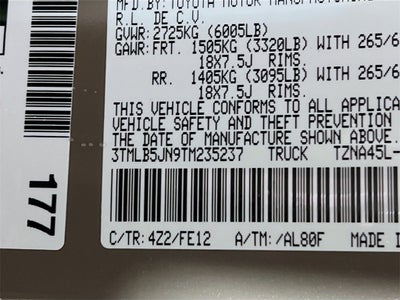 MFD.BY: TOYOTA MOTOR
R.L. DE C.V.
GVWR: 2725KG (6005LB)
GAWR: FRT. 1505KG (3320LB) WITH 265/6
18X7.5J RIMS.
RR. 1405KG (3095LB) WITH 265/6
18X7.5J RIMS.
THIS VEHICLE CONFORMS TO ALL APPLICA
VEHICLE SAFETY AND THEFT PREVENTION
THE DATE OF MANUFACTURE SHOWN ABOVE.
3TMLB5JN9TM235237 TRUCK TZNA45L-
C/TR: 4Z2/FE12 A/TM: /AL80F MADE I
177